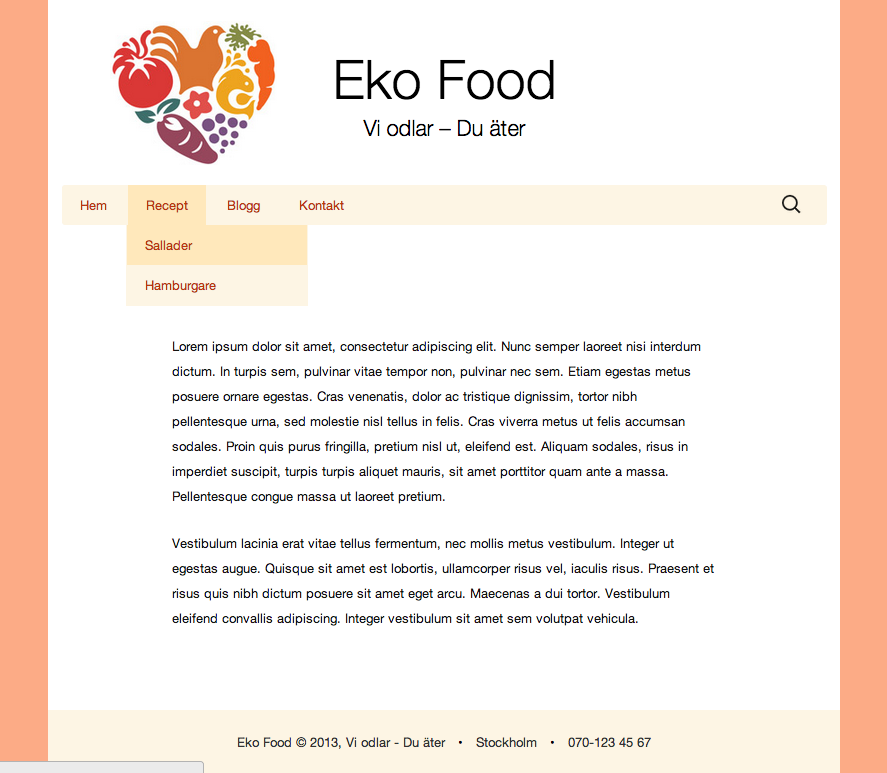 Eko Food
Vi odlar – Du äter
Hem Recept Blogg Kontakt
Sallader
Hamburgare
Lorem ipsum dolor sit amet, consectetur adipiscing elit. Nunc semper laoreet nisi interdum
dictum. In turpis sem, pulvinar vitae tempor non, pulvinar nec sem. Etiam egestas metus
posuere ornare egestas. Cras venenatis, dolor ac tristique dignissim, tortor nibh
pellentesque urna, sed molestie nisl tellus in felis. Cras viverra metus ut felis accumsan
sodales. Proin quis purus fringilla, pretium nisl ut, eleifend est. Aliquam sodales, risus in
imperdiet suscipit, turpis turpis aliquet mauris, sit amet porttitor quam ante a massa.
Pellentesque congue massa ut laoreet pretium.
Vestibulum lacinia erat vitae tellus fermentum, nec mollis metus vestibulum. Integer ut
egestas augue. Quisque sit amet est lobortis, ullamcorper risus vel, iaculis risus. Praesent et
risus quis nibh dictum posuere sit amet eget arcu. Maecenas a dui tortor. Vestibulum
eleifend convallis adipiscing. Integer vestibulum sit amet sem volutpat vehicula.
Eko Food © 2013, Vi odlar - Du äter • Stockholm • 070-123 45 67